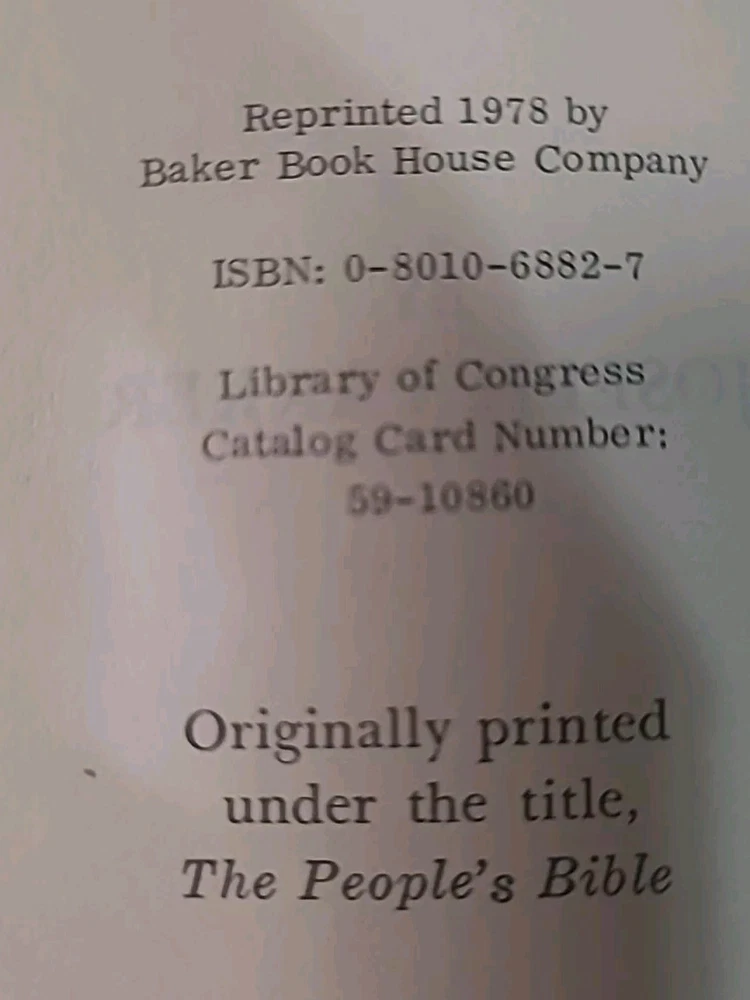 Reprinted 1978 by
Baker Book House Company
ISBN: 0-8010-6882-7
Library of Congress
Catalog Card Number:
59-10860
Originally printed
under the title,
The People's Bible